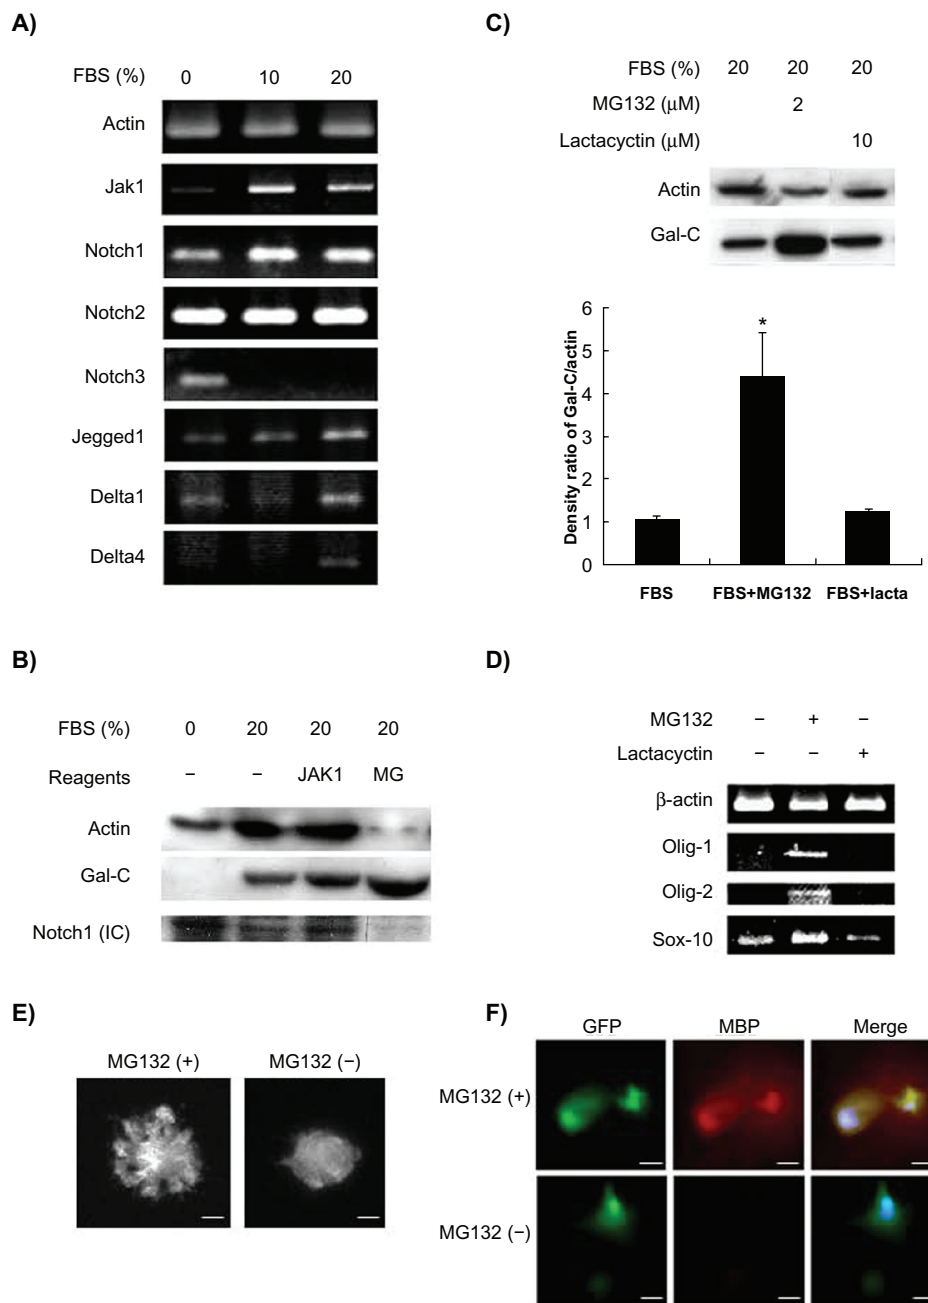 A)
FBS (%) 0 10 20
Actin
Jak1
Notch1
Notch2
Notch3
Jegged1
Delta1
Delta4
B)
FBS (%) 0 20 20 20
Reagents – – JAK1 MG
Actin
Gal-C
Notch1 (IC)
C)
FBS (%) 20 20 20
MG132 (μM) 2
Lactacyctin (μM) 10
Actin
Gal-C
Density ratio of Gal-C/actin
6
5
4
3
2
1
0
*
FBS FBS+MG132 FBS+lacta
D)
MG132 – + –
Lactacyctin – – +
β-actin
Olig-1
Olig-2
Sox-10
E)
MG132 (+) MG132 (−)
F)
GFP MBP Merge
MG132 (+)
MG132 (−)